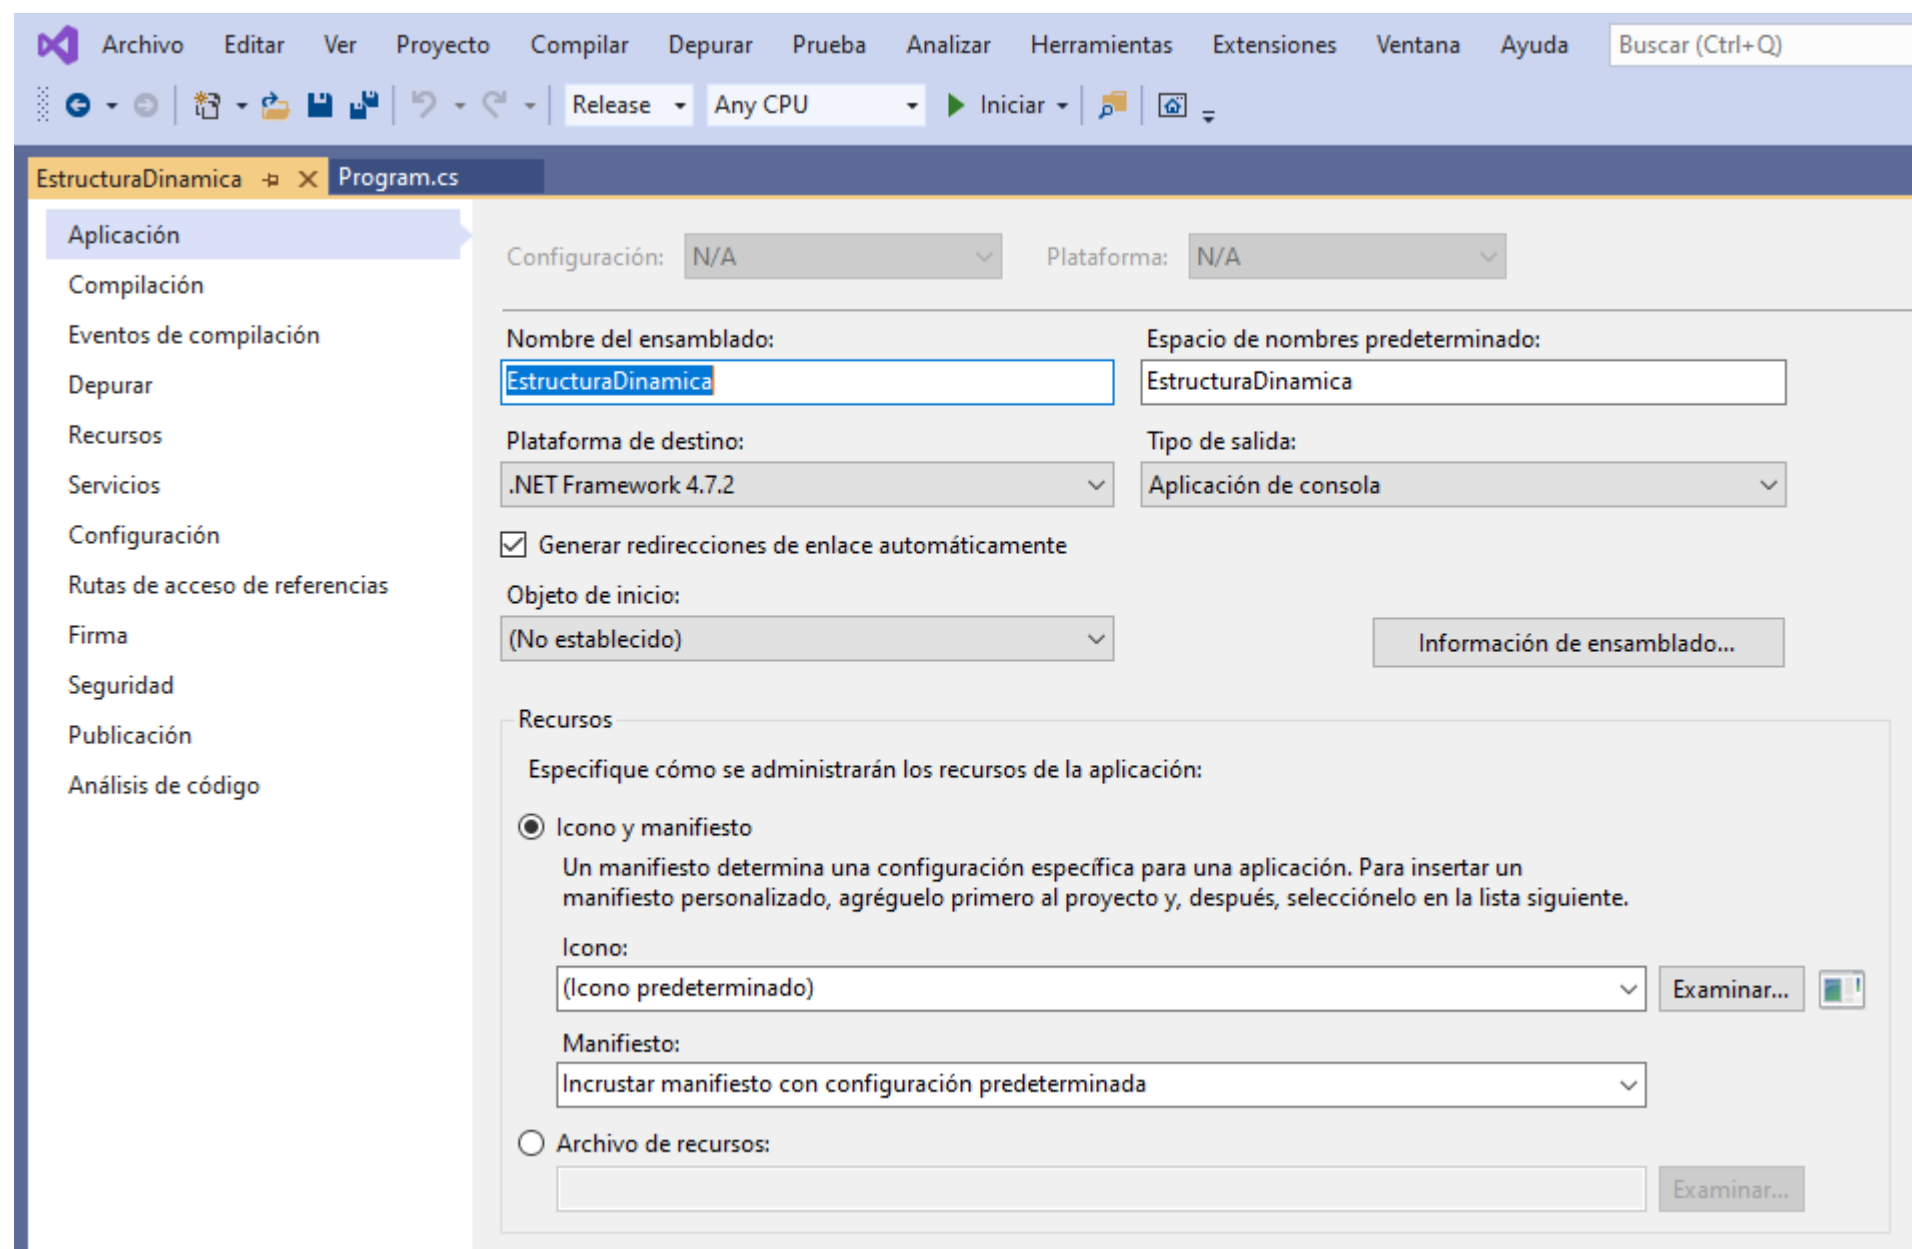 Archivo Editar Ver Proyecto Compilar Depurar Prueba Analizar Herramientas Extensiones Ventana Ayuda Buscar (Ctrl+Q)
Release Any CPU Iniciar
EstructuraDinamica Program.cs
Aplicación
Compilación
Eventos de compilación
Depurar
Recursos
Servicios
Configuración
Rutas de acceso de referencias
Firma
Seguridad
Publicación
Análisis de código
Configuración: N/A Plataforma: N/A
Nombre del ensamblado: Espacio de nombres predeterminado:
EstructuraDinamica EstructuraDinamica
Plataforma de destino: Tipo de salida:
.NET Framework 4.7.2 Aplicación de consola
Generar redirecciones de enlace automáticamente
Objeto de inicio:
(No establecido) Información de ensamblado...
Recursos
Especifique cómo se administrarán los recursos de la aplicación:
Icono y manifiesto
Un manifiesto determina una configuración específica para una aplicación. Para insertar un
manifiesto personalizado, agréguelo primero al proyecto y, después, selecciónelo en la lista siguiente.
Icono:
(Icono predeterminado) Examinar...
Manifiesto:
Incrustar manifiesto con configuración predeterminada
Archivo de recursos:
Examinar...